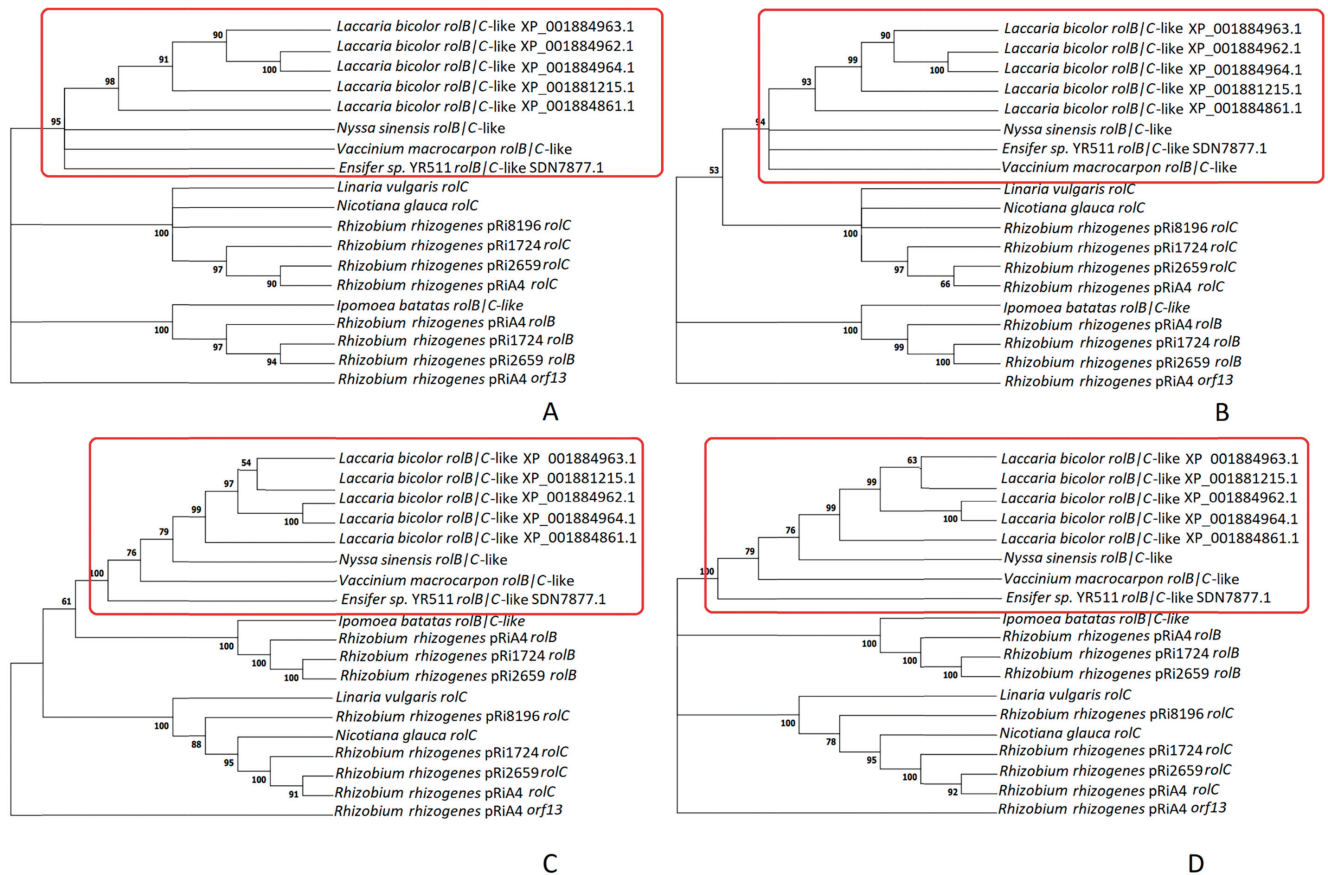 Laccaria bicolor rolB/C-like XP_001884963.1
90
Laccaria bicolor rolB/C-like XP_001884962.1
91
100
Laccaria bicolor rolB/C-like XP_001884964.1
98
Laccaria bicolor rolB/C-like XP_001881215.1
Laccaria bicolor rolB/C-like XP_001884861.1
95
Nyssa sinensis rolB/C-like
Vaccinium macrocarpon rolB/C-like
Ensifer sp. YR511 rolB/C-like SDN7877.1
Linaria vulgaris rolC
Nicotiana glauca rolC
100
Rhizobium rhizogenes pRi8196 rolC
Rhizobium rhizogenes pRi1724 rolC
97
Rhizobium rhizogenes pRi2659 rolC
90
Rhizobium rhizogenes pRiA4 rolC
Ipomoea batatas rolB/C-like
100
Rhizobium rhizogenes pRiA4 rolB
97
Rhizobium rhizogenes pRi1724 rolB
94
Rhizobium rhizogenes pRi2659 rolB
Rhizobium rhizogenes pRiA4 orf13
A
Laccaria bicolor rolB/C-like XP_001884963.1
90
Laccaria bicolor rolB/C-like XP_001884962.1
99
100
Laccaria bicolor rolB/C-like XP_001884964.1
93
Laccaria bicolor rolB/C-like XP_001881215.1
Laccaria bicolor rolB/C-like XP_001884861.1
94
Nyssa sinensis rolB/C-like
Ensifer sp. YR511 rolB/C-like SDN7877.1
Vaccinium macrocarpon rolB/C-like
53
Linaria vulgaris rolC
Nicotiana glauca rolC
100
Rhizobium rhizogenes pRi8196 rolC
Rhizobium rhizogenes pRi1724 rolC
97
Rhizobium rhizogenes pRi2659 rolC
66
Rhizobium rhizogenes pRiA4 rolC
Ipomoea batatas rolB/C-like
100
Rhizobium rhizogenes pRiA4 rolB
99
Rhizobium rhizogenes pRi1724 rolB
100
Rhizobium rhizogenes pRi2659 rolB
Rhizobium rhizogenes pRiA4 orf13
B
Laccaria bicolor rolB/C-like XP_001884963.1
54
Laccaria bicolor rolB/C-like XP_001881215.1
97
Laccaria bicolor rolB/C-like XP_001884962.1
99
100
Laccaria bicolor rolB/C-like XP_001884964.1
79
Laccaria bicolor rolB/C-like XP_001884861.1
76
Nyssa sinensis rolB/C-like
100
Vaccinium macrocarpon rolB/C-like
Ensifer sp. YR511 rolB/C-like SDN7877.1
61
Ipomoea batatas rolB/C-like
100
Rhizobium rhizogenes pRiA4 rolB
100
Rhizobium rhizogenes pRi1724 rolB
100
Rhizobium rhizogenes pRi2659 rolB
Linaria vulgaris rolC
100
Rhizobium rhizogenes pRi8196 rolC
88
Nicotiana glauca rolC
95
Rhizobium rhizogenes pRi1724 rolC
100
Rhizobium rhizogenes pRi2659 rolC
91
Rhizobium rhizogenes pRiA4 rolC
Rhizobium rhizogenes pRiA4 orf13
C
Laccaria bicolor rolB/C-like XP_001884963.1
63
Laccaria bicolor rolB/C-like XP_001881215.1
99
Laccaria bicolor rolB/C-like XP_001884962.1
99
100
Laccaria bicolor rolB/C-like XP_001884964.1
76
Laccaria bicolor rolB/C-like XP_001884861.1
79
Nyssa sinensis rolB/C-like
100
Vaccinium macrocarpon rolB/C-like
Ensifer sp. YR511 rolB/C-like SDN7877.1
Ipomoea batatas rolB/C-like
100
Rhizobium rhizogenes pRiA4 rolB
100
Rhizobium rhizogenes pRi1724 rolB
100
Rhizobium rhizogenes pRi2659 rolB
Linaria vulgaris rolC
100
Rhizobium rhizogenes pRi8196 rolC
78
Nicotiana glauca rolC
95
Rhizobium rhizogenes pRi1724 rolC
100
Rhizobium rhizogenes pRi2659 rolC
92
Rhizobium rhizogenes pRiA4 rolC
Rhizobium rhizogenes pRiA4 orf13
D